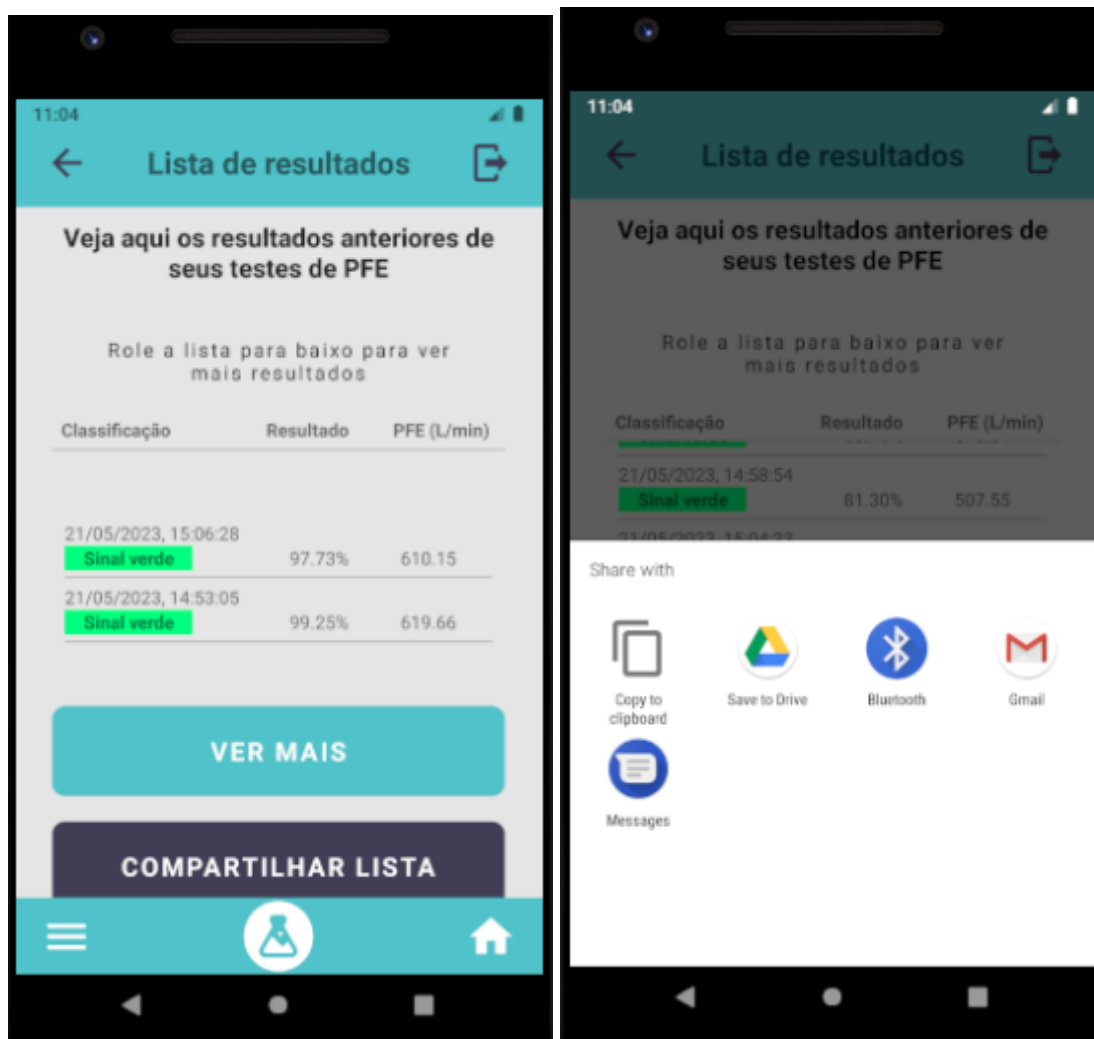 11:04
Lista de resultados
Veja aqui os resultados anteriores de
seus testes de PFE
Role a lista para baixo para ver
mais resultados
Classificação Resultado PFE (L/min)
21/05/2023, 15:06:28
Sinal verde 97.73% 610.15
21/05/2023, 14:53:05
Sinal verde 99.25% 619.66
VER MAIS
COMPARTILHAR LISTA
11:04
Lista de resultados
Veja aqui os resultados anteriores de
seus testes de PFE
Role a lista para baixo para ver
mais resultados
Classificação Resultado PFE (L/min)
21/05/2023, 14:58:54
Sinal verde 81.30% 507.55
Share with
Copy to
clipboard
Save to Drive
Bluetooth
Gmail
Messages